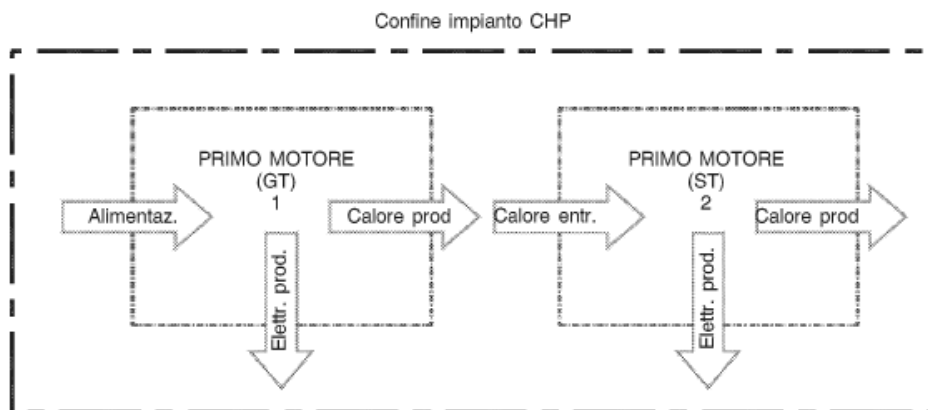 Confine impianto CHP
PRIMO MOTORE
(GT)
1
Alimentaz.
Calore prod
Elettr. prod.
PRIMO MOTORE
(ST)
2
Calore entr.
Calore prod
Elettr. prod.